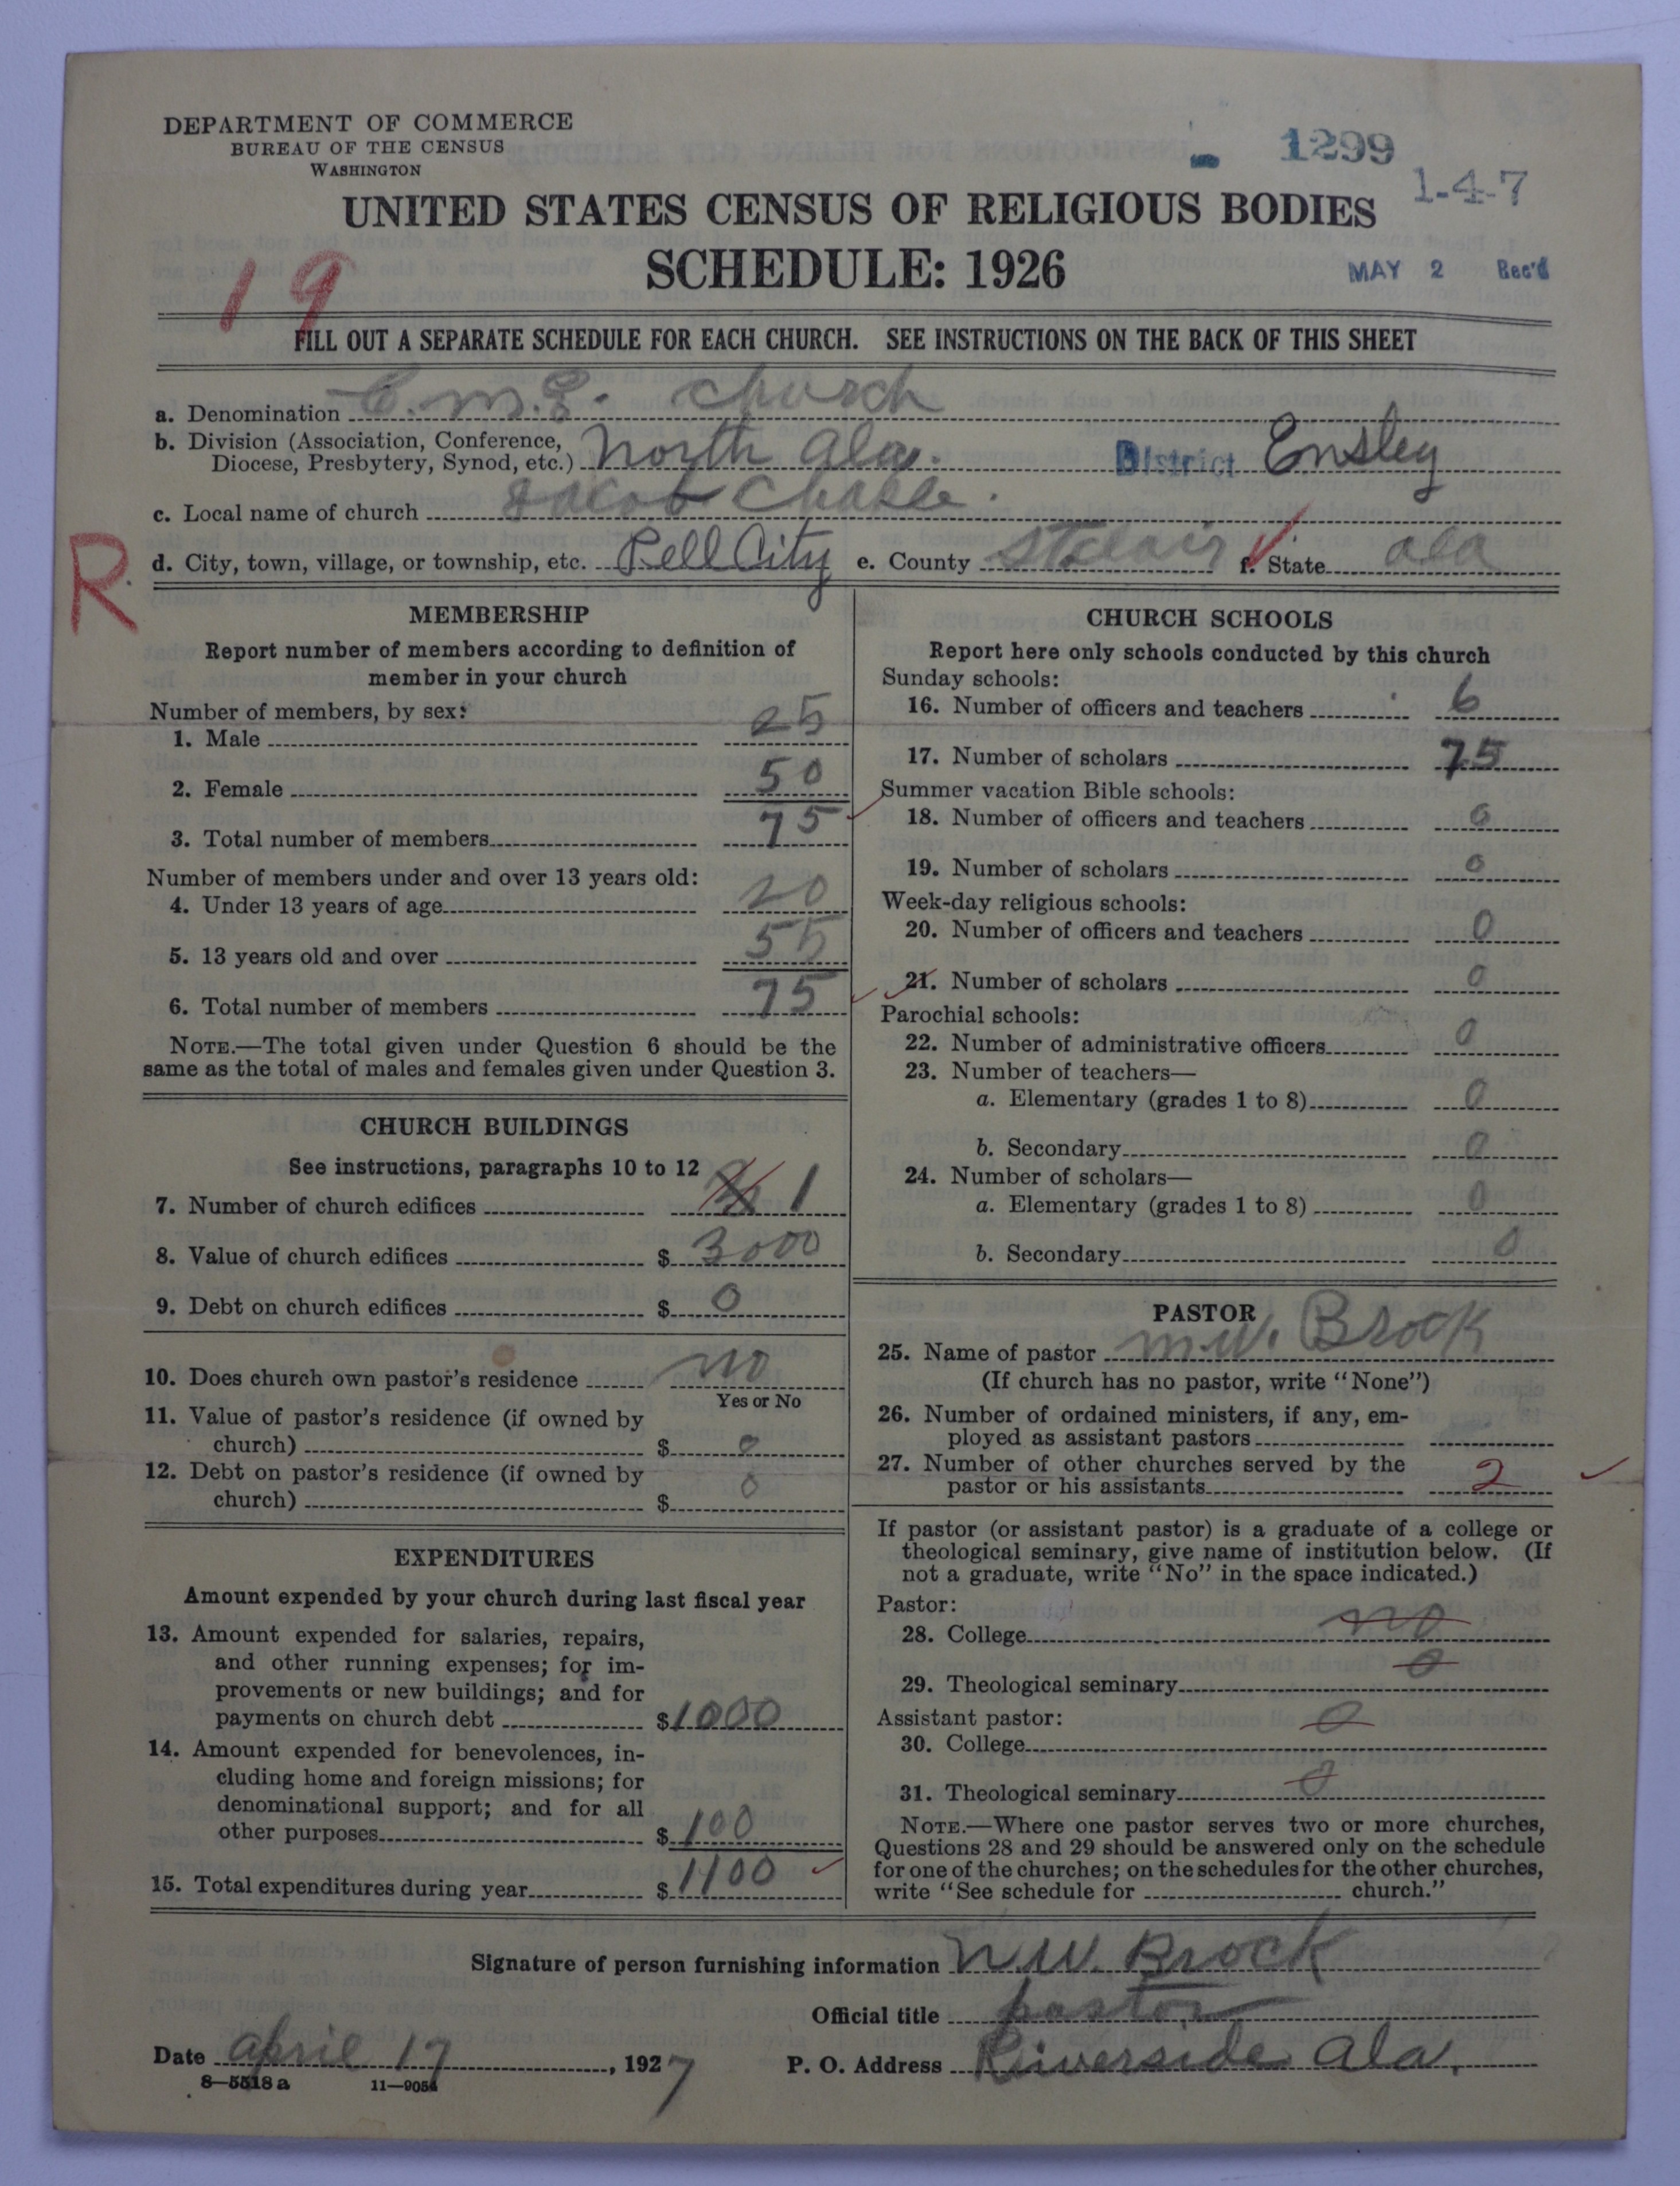 DEPARTMENT OF COMMERCE
BUREAU OF THE CENSUS
WASHINGTON
1299
1-4-7
UNITED STATES CENSUS OF RELIGIOUS BODIES
SCHEDULE: 1926
MAY 2 Rec'd
19
FILL OUT A SEPARATE SCHEDULE FOR EACH CHURCH. SEE INSTRUCTIONS ON THE BACK OF THIS SHEET
a. Denomination C.M.E. Church
b. Division (Association, Conference,
Diocese, Presbytery, Synod, etc.) North Ala. District Ensley
c. Local name of church Jacob Chaple.
R
d. City, town, village, or township, etc. Pell City e. County St Clair f. State ala
MEMBERSHIP
Report number of members according to definition of
member in your church
Number of members, by sex:
1. Male 25
2. Female 50
3. Total number of members 75
Number of members under and over 13 years old:
4. Under 13 years of age 20
5. 13 years old and over 55
6. Total number of members 75
NOTE.—The total given under Question 6 should be the
same as the total of males and females given under Question 3.
CHURCH BUILDINGS
See instructions, paragraphs 10 to 12
7. Number of church edifices 1
8. Value of church edifices $ 3000
9. Debt on church edifices $ 0
10. Does church own pastor's residence no
Yes or No
11. Value of pastor's residence (if owned by
church) $ 0
12. Debt on pastor's residence (if owned by
church) $ 0
EXPENDITURES
Amount expended by your church during last fiscal year
13. Amount expended for salaries, repairs,
and other running expenses; for im-
provements or new buildings; and for
payments on church debt $1000
14. Amount expended for benevolences, in-
cluding home and foreign missions; for
denominational support; and for all
other purposes $ 100
15. Total expenditures during year $ 1100
CHURCH SCHOOLS
Report here only schools conducted by this church
Sunday schools:
16. Number of officers and teachers 6
17. Number of scholars 75
Summer vacation Bible schools:
18. Number of officers and teachers 0
19. Number of scholars 0
Week-day religious schools:
20. Number of officers and teachers 0
21. Number of scholars 0
Parochial schools:
22. Number of administrative officers 0
23. Number of teachers—
a. Elementary (grades 1 to 8) 0
b. Secondary 0
24. Number of scholars—
a. Elementary (grades 1 to 8) 0
b. Secondary 0
PASTOR
25. Name of pastor M.W. Brock
(If church has no pastor, write "None")
26. Number of ordained ministers, if any, em-
ployed as assistant pastors
27. Number of other churches served by the
pastor or his assistants 2
If pastor (or assistant pastor) is a graduate of a college or
theological seminary, give name of institution below. (If
not a graduate, write "No" in the space indicated.)
Pastor:
28. College no
29. Theological seminary 0
Assistant pastor:
30. College 0
31. Theological seminary 0
NOTE.—Where one pastor serves two or more churches,
Questions 28 and 29 should be answered only on the schedule
for one of the churches; on the schedules for the other churches,
write "See schedule for church."
Signature of person furnishing information N.W. Brock
Official title pastor
Date april 17, 1927 P. O. Address Riverside Ala.
8—5518 a 11—9054